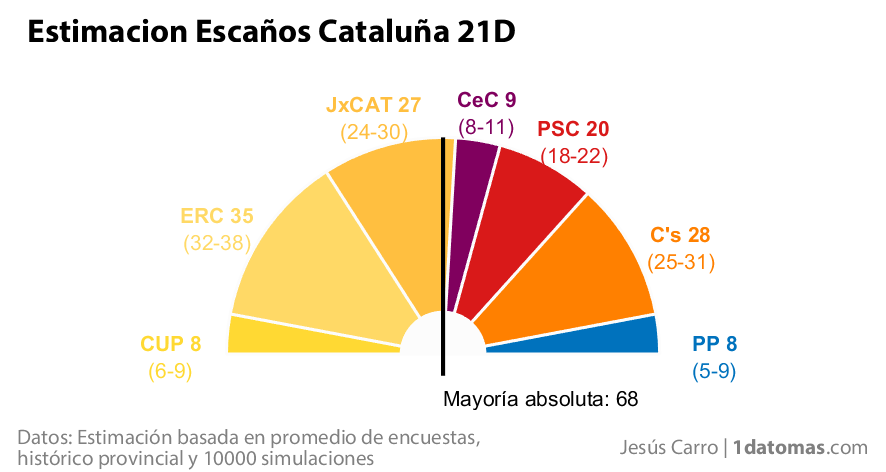 Estimacion Escaños Cataluña 21D
JxCAT 27
(24-30)
CeC 9
(8-11)
PSC 20
(18-22)
ERC 35
(32-38)
C's 28
(25-31)
CUP 8
(6-9)
PP 8
(5-9)
Mayoría absoluta: 68
Datos: Estimación basada en promedio de encuestas,
histórico provincial y 10000 simulaciones
Jesús Carro | 1datomas.com